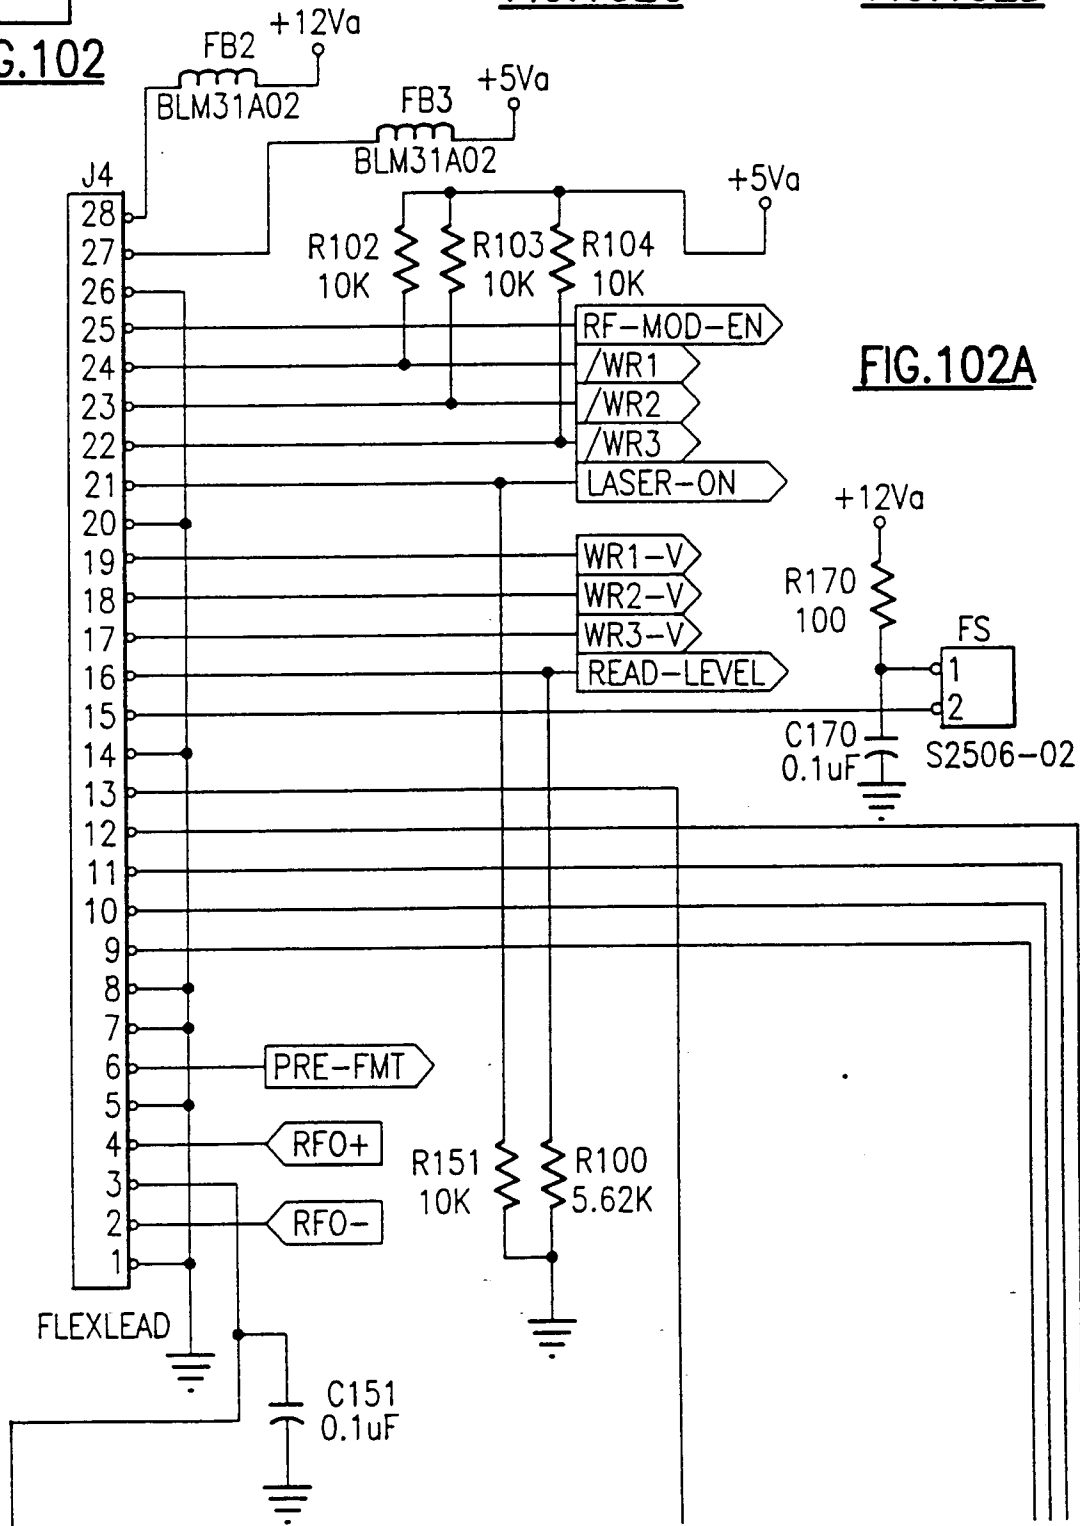 G.102
+12Va
FB2
BLM31A02
+5Va
FB3
BLM31A02
J4
+5Va
28
27
26
25
24
23
22
21
20
19
18
17
16
15
14
13
12
11
10
9
8
7
6
5
4
3
2
1
FLEXLEAD
R102
10K
R103
10K
R104
10K
RF-MOD-EN
/WR1
/WR2
/WR3
LASER-ON
FIG.102A
WR1-V
WR2-V
WR3-V
READ-LEVEL
+12Va
R170
100
FS
1
2
S2506-02
C170
0.1uF
PRE-FMT
RFO+
RFO-
R151
10K
R100
5.62K
C151
0.1uF